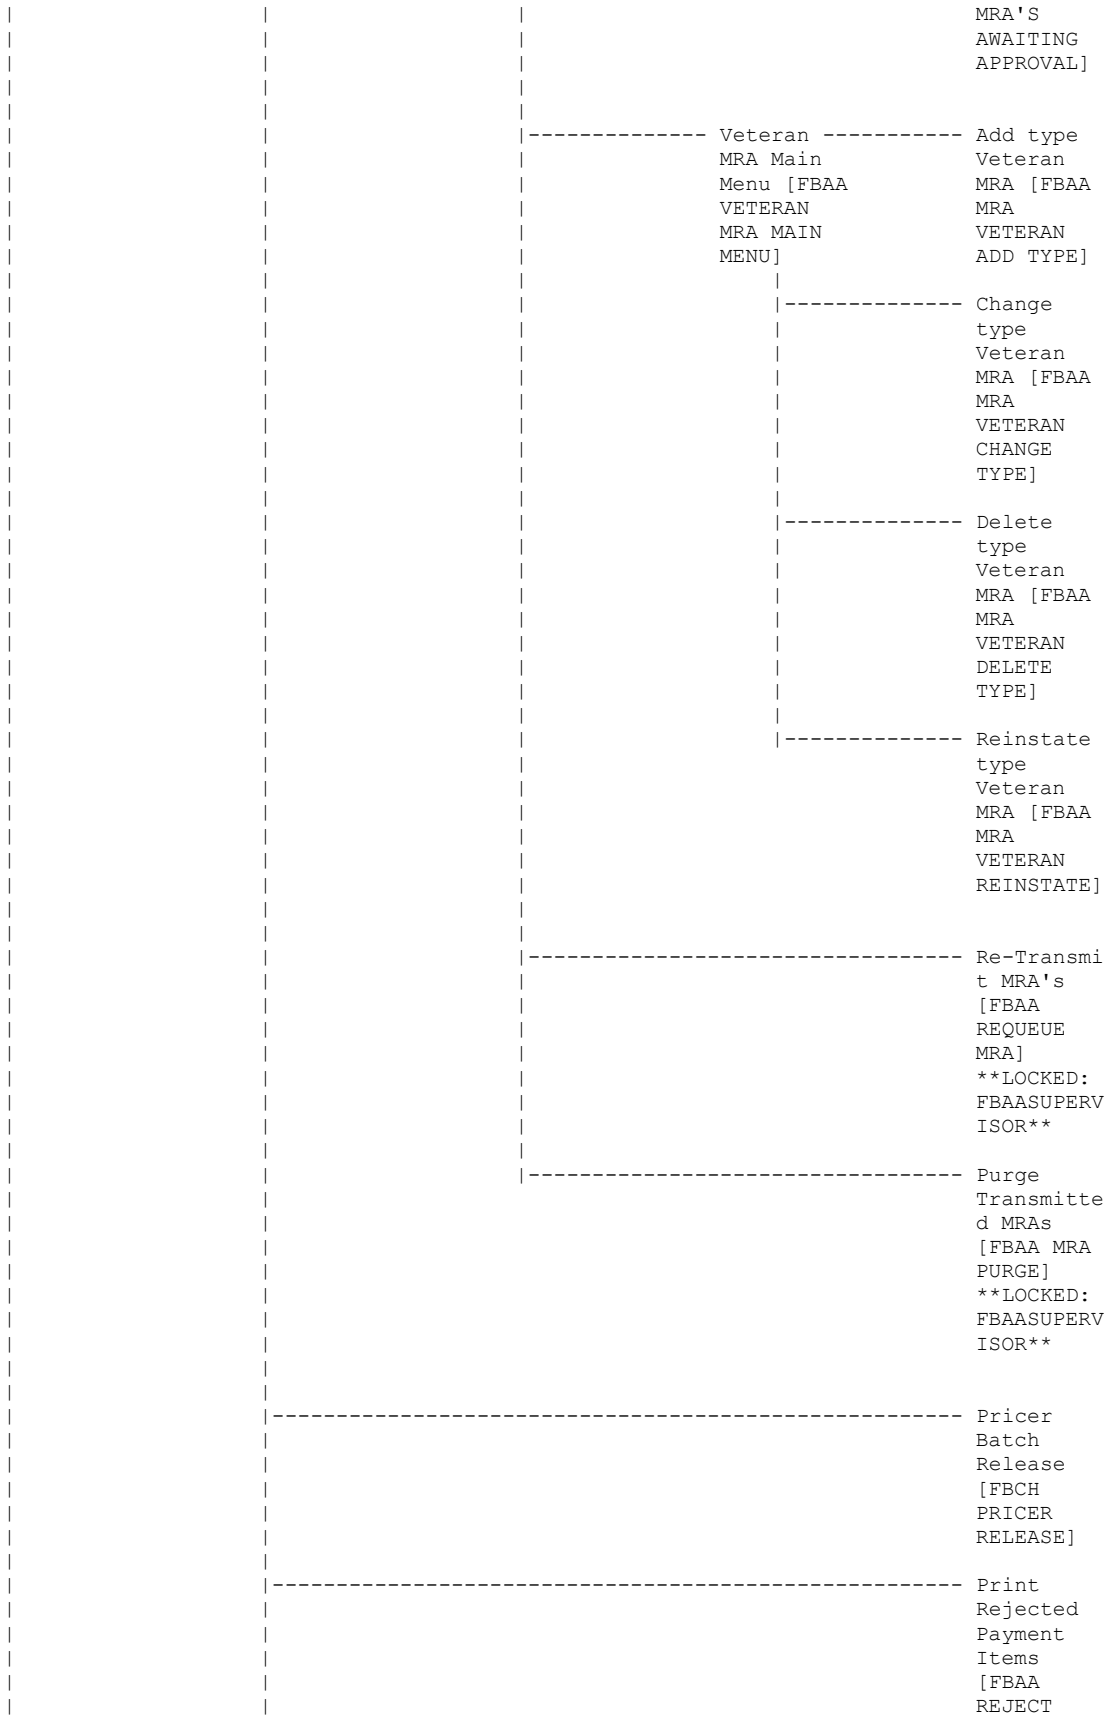 |                   |                   |                                  MRA'S
|                   |                   |                                  AWAITING
|                   |                   |                                  APPROVAL]
|                   |                   |
|                   |                   |
|                   |                   |-------------- Veteran ----------- Add type
|                   |                   |              MRA Main            Veteran
|                   |                   |              Menu [FBAA          MRA [FBAA
|                   |                   |              VETERAN             MRA
|                   |                   |              MRA MAIN            VETERAN
|                   |                   |              MENU]               ADD TYPE]
|                   |                   |                   |
|                   |                   |                   |-------------- Change
|                   |                   |                   |              type
|                   |                   |                   |              Veteran
|                   |                   |                   |              MRA [FBAA
|                   |                   |                   |              MRA
|                   |                   |                   |              VETERAN
|                   |                   |                   |              CHANGE
|                   |                   |                   |              TYPE]
|                   |                   |                   |
|                   |                   |                   |-------------- Delete
|                   |                   |                   |              type
|                   |                   |                   |              Veteran
|                   |                   |                   |              MRA [FBAA
|                   |                   |                   |              MRA
|                   |                   |                   |              VETERAN
|                   |                   |                   |              DELETE
|                   |                   |                   |              TYPE]
|                   |                   |                   |
|                   |                   |                   |-------------- Reinstate
|                   |                   |                                  type
|                   |                   |                                  Veteran
|                   |                   |                                  MRA [FBAA
|                   |                   |                                  MRA
|                   |                   |                                  VETERAN
|                   |                   |                                  REINSTATE]
|                   |                   |
|                   |                   |
|                   |                   |---------------------------------- Re-Transmi
|                   |                   |                                  t MRA's
|                   |                   |                                  [FBAA
|                   |                   |                                  REQUEUE
|                   |                   |                                  MRA]
|                   |                   |                                  **LOCKED:
|                   |                   |                                  FBAASUPERV
|                   |                   |                                  ISOR**
|                   |                   |
|                   |                   |---------------------------------- Purge
|                   |                                                      Transmitte
|                   |                                                      d MRAs
|                   |                                                      [FBAA MRA
|                   |                                                      PURGE]
|                   |                                                      **LOCKED:
|                   |                                                      FBAASUPERV
|                   |                                                      ISOR**
|                   |
|                   |
|                   |------------------------------------------------------ Pricer
|                   |                                                      Batch
|                   |                                                      Release
|                   |                                                      [FBCH
|                   |                                                      PRICER
|                   |                                                      RELEASE]
|                   |
|                   |------------------------------------------------------ Print
|                   |                                                      Rejected
|                   |                                                      Payment
|                   |                                                      Items
|                   |                                                      [FBAA
|                   |                                                      REJECT